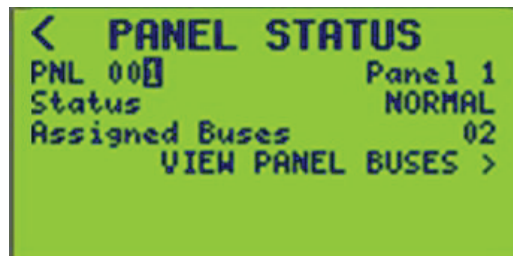 < PANEL STATUS
PNL 001 Panel 1
Status NORMAL
Assigned Buses 02
VIEW PANEL BUSES >